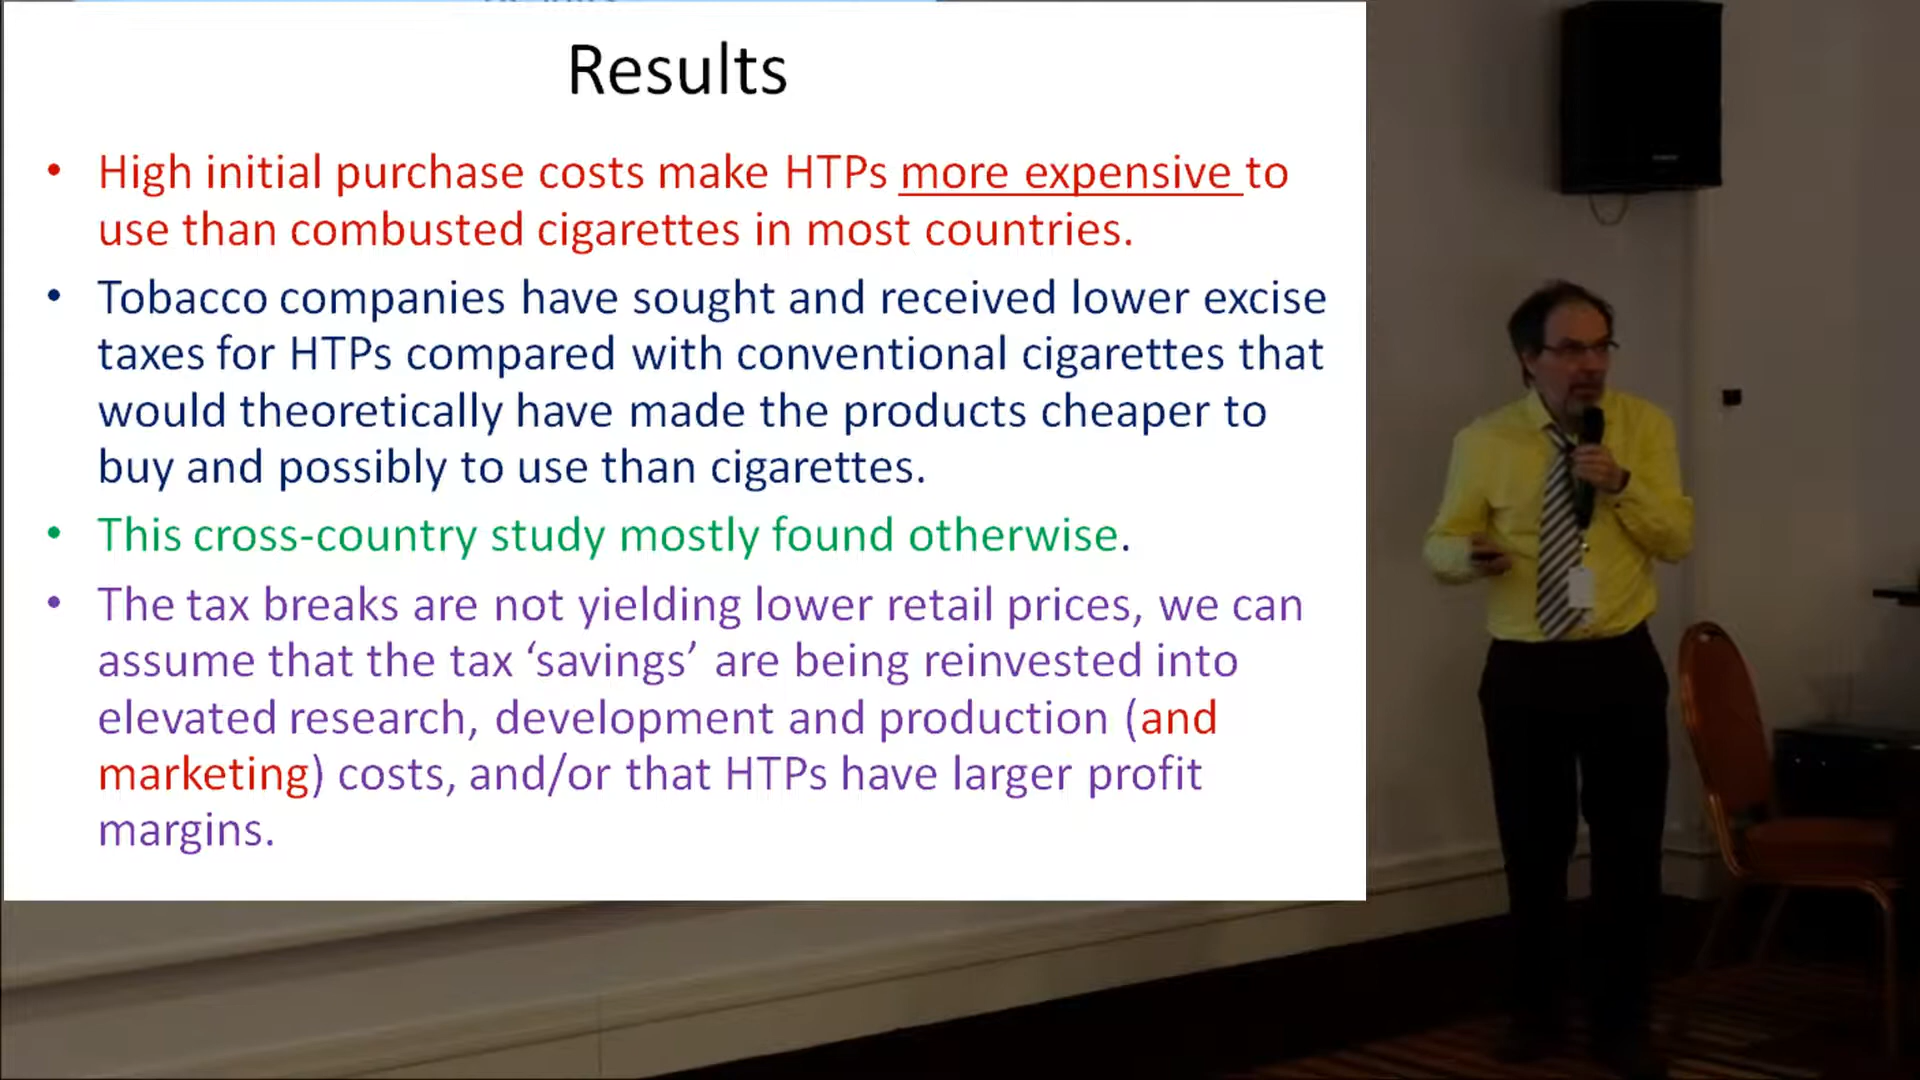 Results
• High initial purchase costs make HTPs more expensive to
use than combusted cigarettes in most countries.
• Tobacco companies have sought and received lower excise
taxes for HTPs compared with conventional cigarettes that
would theoretically have made the products cheaper to
buy and possibly to use than cigarettes.
• This cross-country study mostly found otherwise.
• The tax breaks are not yielding lower retail prices, we can
assume that the tax ‘savings’ are being reinvested into
elevated research, development and production (and
marketing) costs, and/or that HTPs have larger profit
margins.